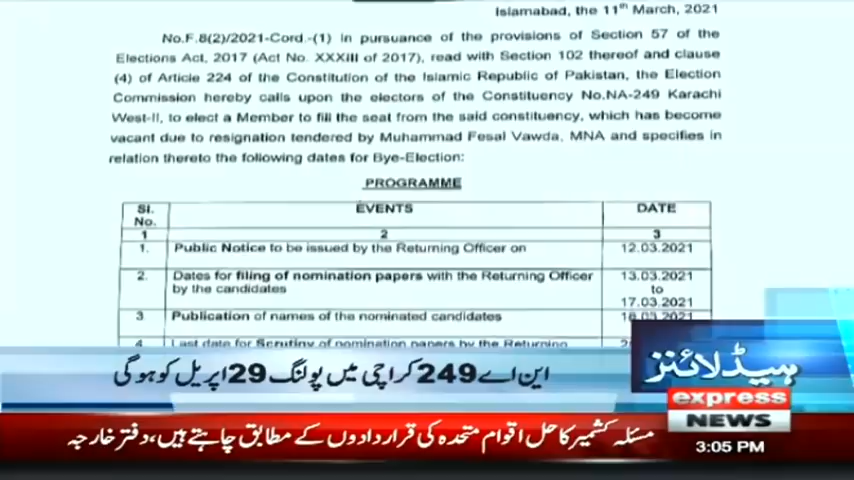 Islamabad, the 11th March, 2021
No.F.8(2)/2021-Cord.-(1) in pursuance of the provisions of Section 57 of the
Elections Act, 2017 (Act No. XXXIII of 2017), read with Section 102 thereof and clause
(4) of Article 224 of the Constitution of the Islamic Republic of Pakistan, the Election
Commission hereby calls upon the electors of the Constituency No.NA-249 Karachi
West-II, to elect a Member to fill the seat from the said constituency, which has become
vacant due to resignation tendered by Muhammad Fesal Vawda, MNA and specifies in
relation thereto the following dates for Bye-Election:
PROGRAMME
Sl. No. EVENTS DATE
1 2 3
1. Public Notice to be issued by the Returning Officer on 12.03.2021
2. Dates for filing of nomination papers with the Returning Officer 13.03.2021
by the candidates to
17.03.2021
3 Publication of names of the nominated candidates 18.03.2021
4 Last date for Scrutiny of nomination papers by the Returning
این اے 249 کراچی میں پولنگ 29 اپریل کو ہوگی
ہیڈلائنز
express
NEWS
مسئلہ کشمیر کا حل اقوام متحدہ کی قراردادوں کے مطابق چاہتے ہیں، دفتر خارجہ
3:05 PM